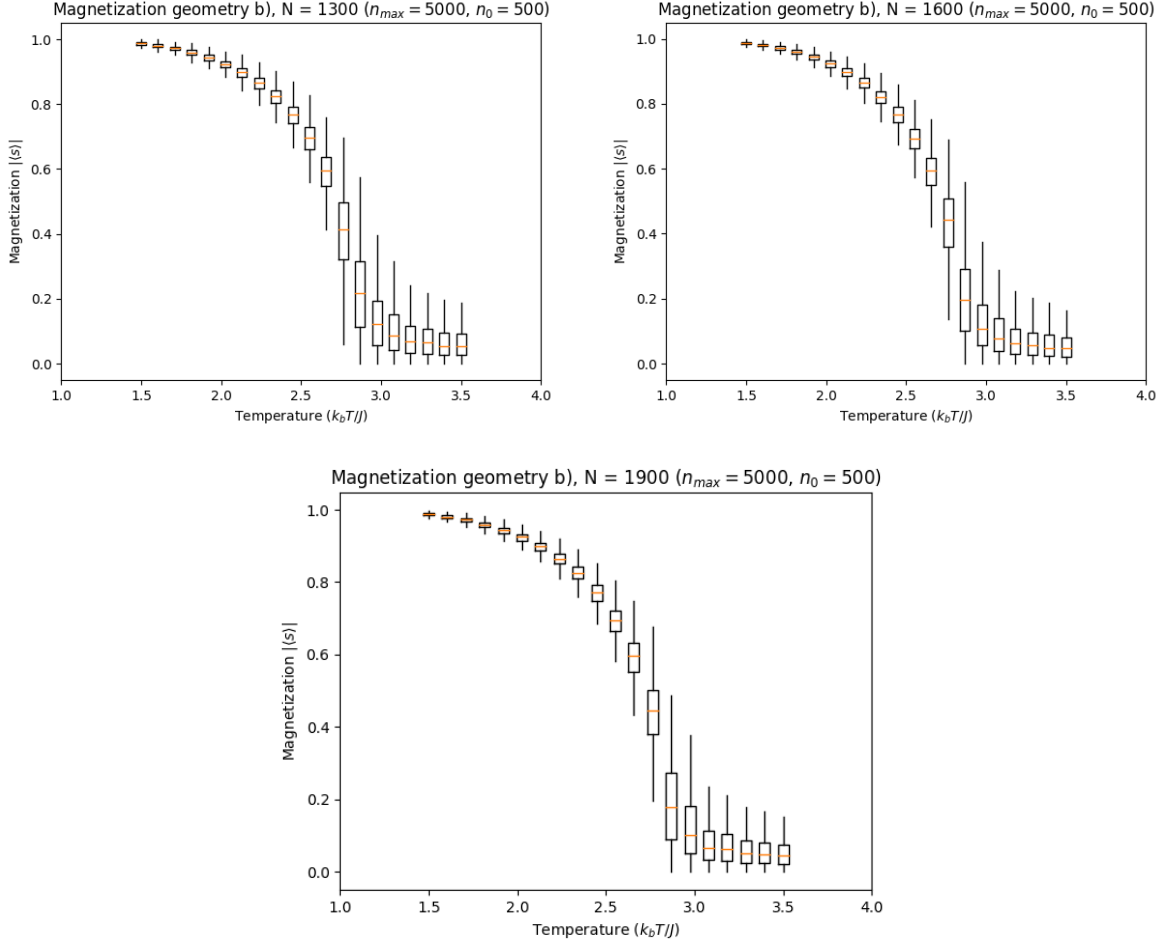 Magnetization geometry b), N = 1300 (n_max = 5000, n_0 = 500)
Magnetization |⟨s⟩|
1.0
0.8
0.6
0.4
0.2
0.0
1.0 1.5 2.0 2.5 3.0 3.5 4.0
Temperature (k_bT/J)
Magnetization geometry b), N = 1600 (n_max = 5000, n_0 = 500)
Magnetization |⟨s⟩|
1.0
0.8
0.6
0.4
0.2
0.0
1.0 1.5 2.0 2.5 3.0 3.5 4.0
Temperature (k_bT/J)
Magnetization geometry b), N = 1900 (n_max = 5000, n_0 = 500)
Magnetization |⟨s⟩|
1.0
0.8
0.6
0.4
0.2
0.0
1.0 1.5 2.0 2.5 3.0 3.5 4.0
Temperature (k_bT/J)